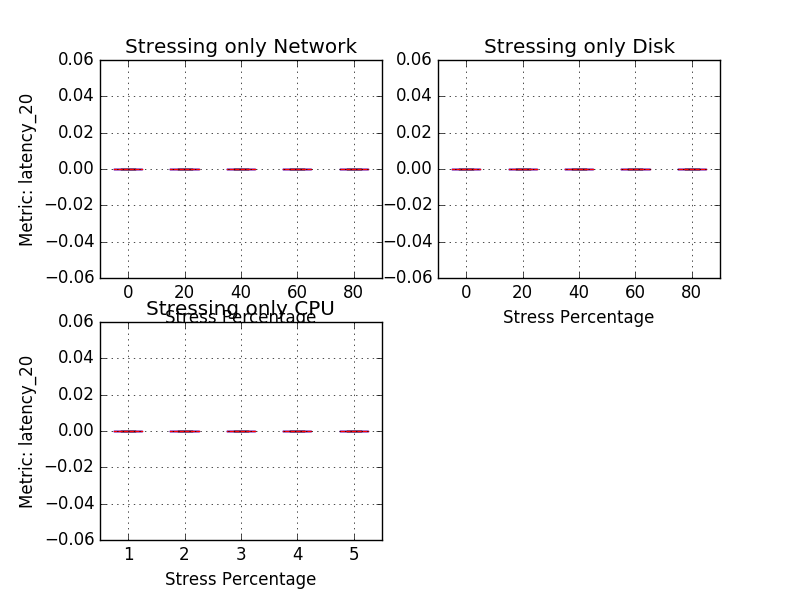 Stressing only Network
0.06
0.04
0.02
0.00
−0.02
−0.04
−0.06
Metric: latency_20
0 20 40 60 80
Stress Percentage
Stressing only Disk
0.06
0.04
0.02
0.00
−0.02
−0.04
−0.06
0 20 40 60 80
Stress Percentage
Stressing only CPU
0.06
0.04
0.02
0.00
−0.02
−0.04
−0.06
Metric: latency_20
1 2 3 4 5
Stress Percentage